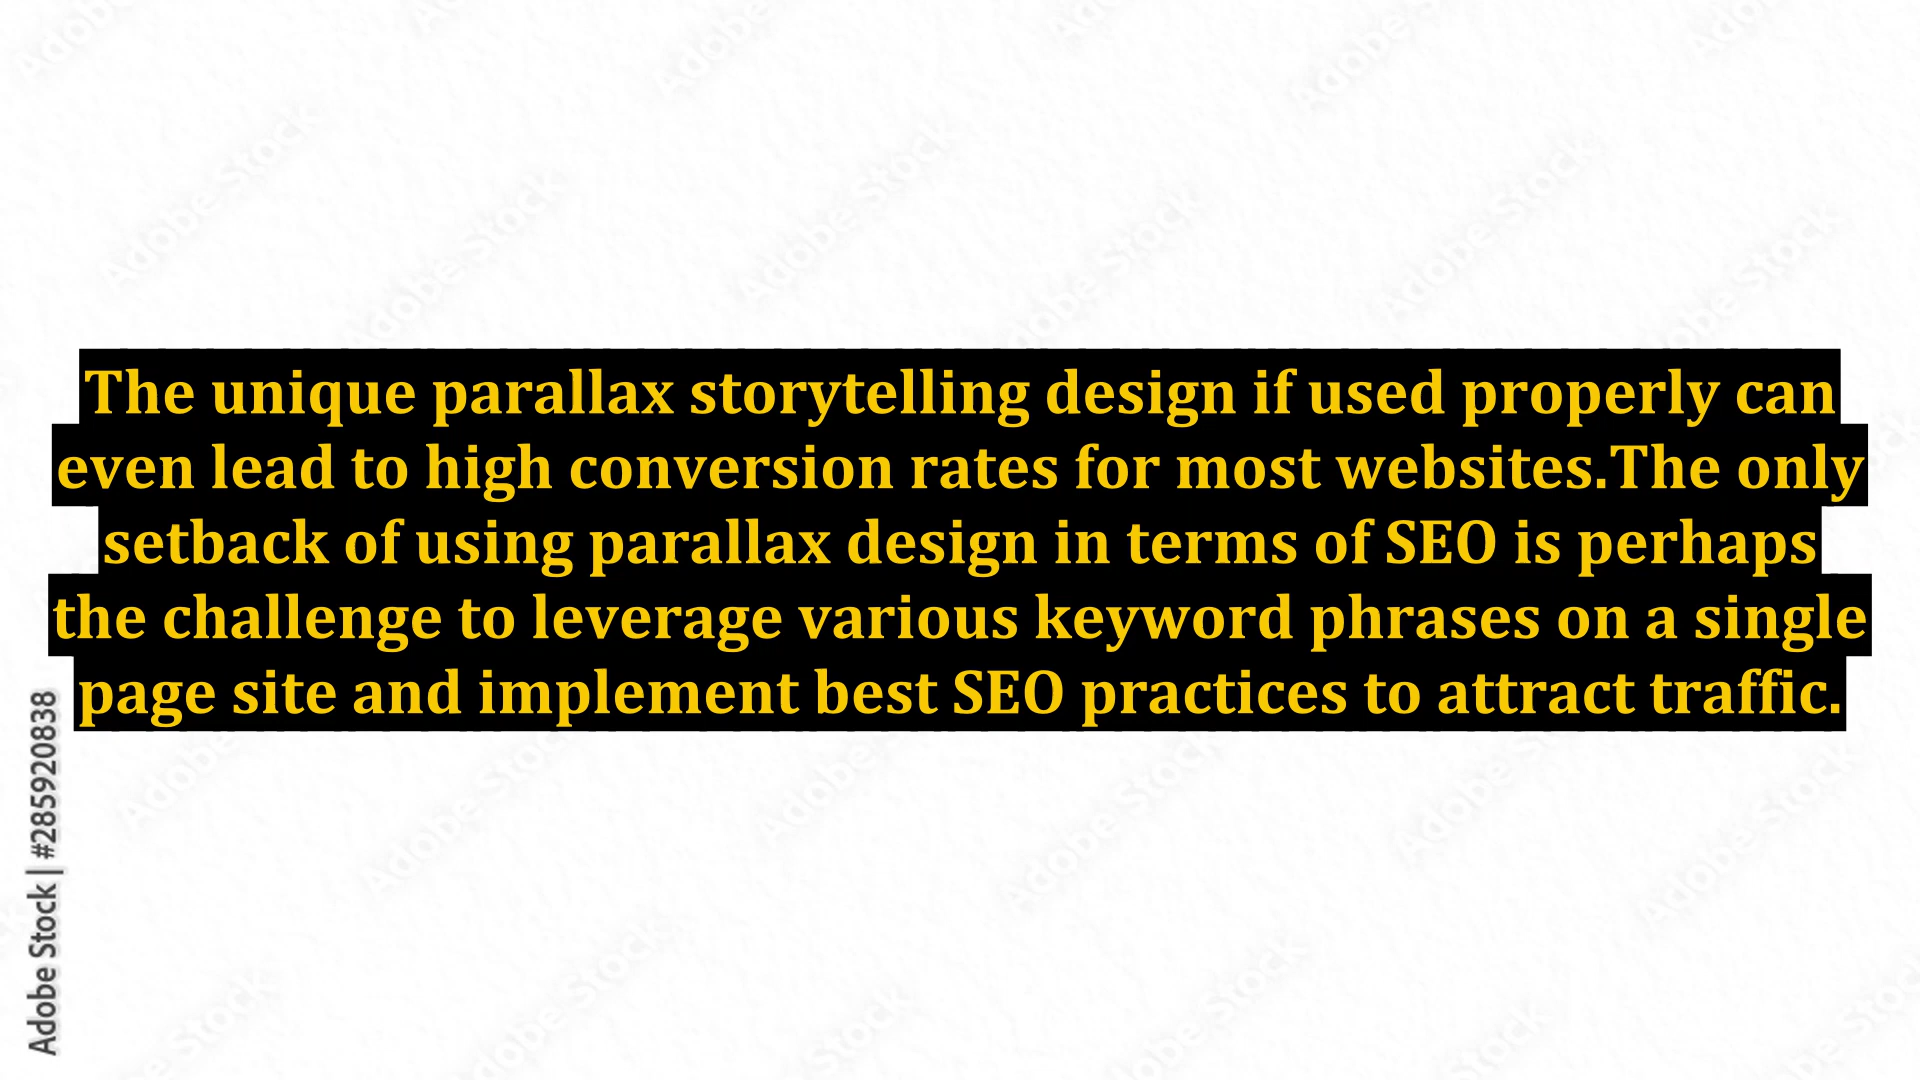 The unique parallax storytelling design if used properly can
even lead to high conversion rates for most websites.The only
setback of using parallax design in terms of SEO is perhaps
the challenge to leverage various keyword phrases on a single
page site and implement best SEO practices to attract traffic.
Adobe Stock | #285920838